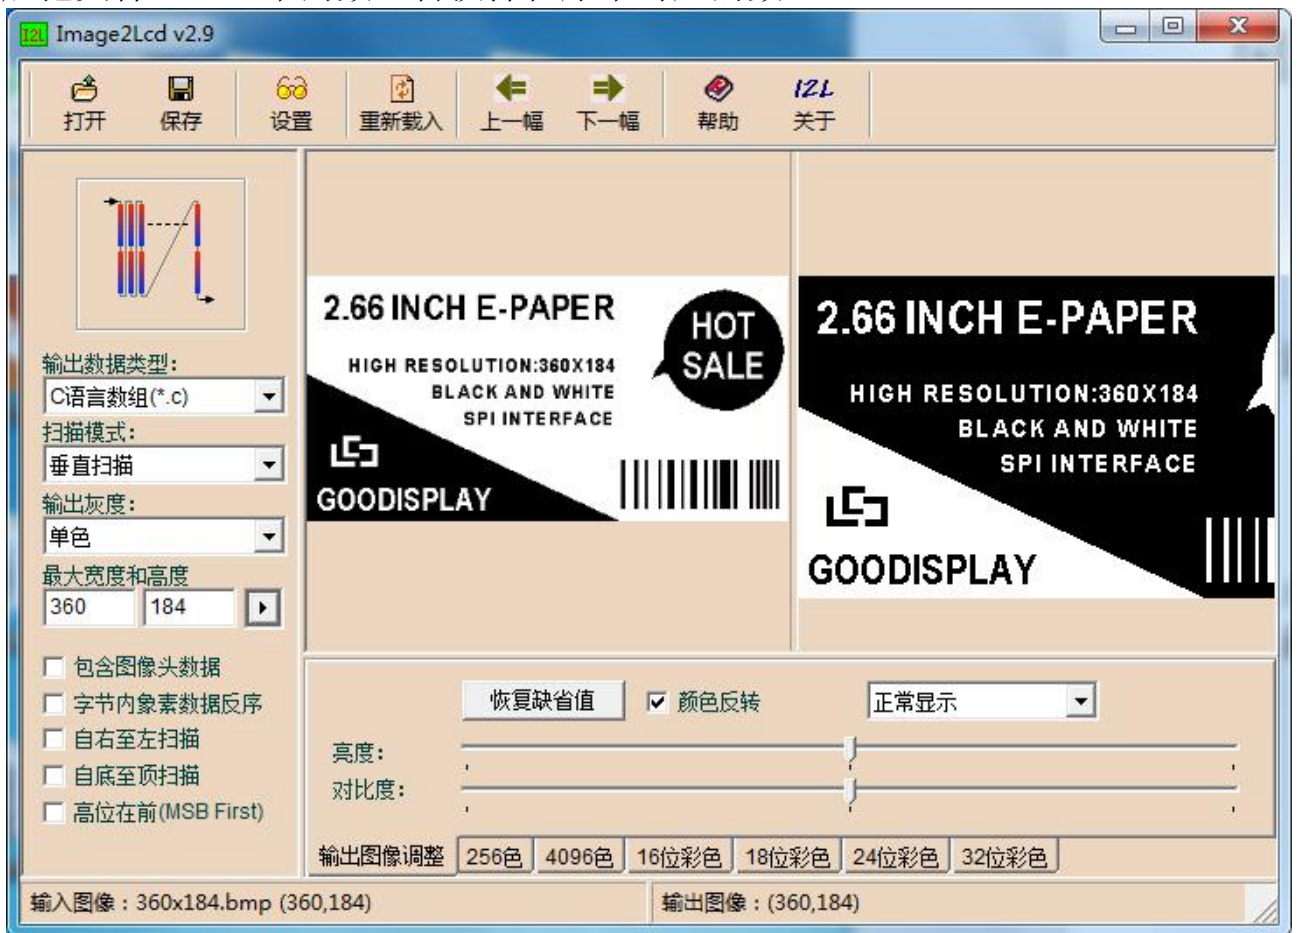 I2L Image2Lcd v2.9
打开 保存 设置 重新载入 上一幅 下一幅 帮助 I2L 关于
输出数据类型:
C语言数组(*.c)
扫描模式:
垂直扫描
输出灰度:
单色
最大宽度和高度
360 184
包含图像头数据
字节内象素数据反序
自右至左扫描
自底至顶扫描
高位在前(MSB First)
2.66 INCH E-PAPER
HIGH RESOLUTION:360X184
BLACK AND WHITE
SPI INTERFACE
HOT
SALE
GOODISPLAY
2.66 INCH E-PAPER
HIGH RESOLUTION:360X184
BLACK AND WHITE
SPI INTERFACE
GOODISPLAY
恢复缺省值 颜色反转 正常显示
亮度:
对比度:
输出图像调整 256色 4096色 16位彩色 18位彩色 24位彩色 32位彩色
输入图像:360x184.bmp (360,184) 输出图像:(360,184)